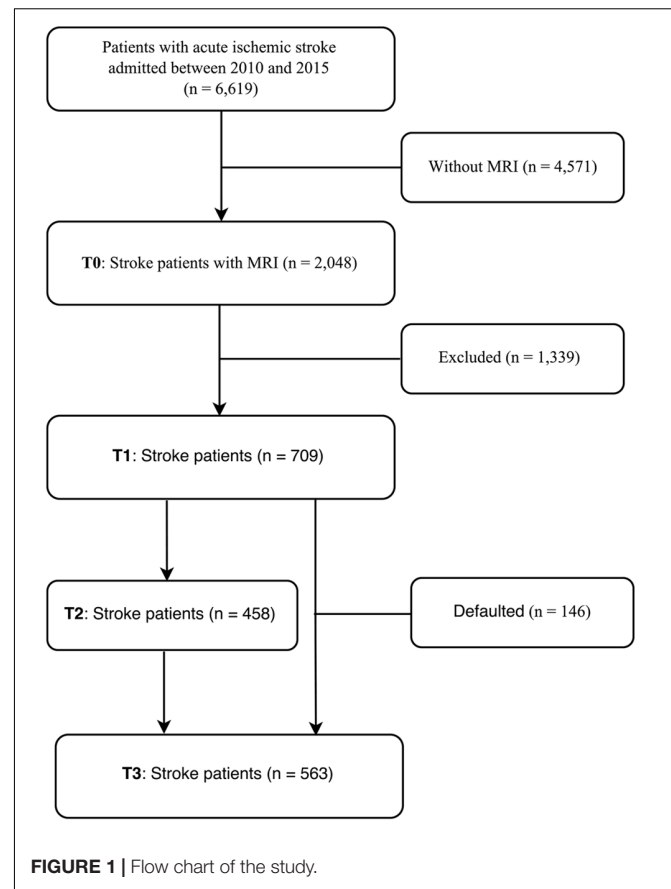 Patients with acute ischemic stroke
admitted between 2010 and 2015
(n = 6,619)
Without MRI (n = 4,571)
T0: Stroke patients with MRI (n = 2,048)
Excluded (n = 1,339)
T1: Stroke patients (n = 709)
T2: Stroke patients (n = 458)
Defaulted (n = 146)
T3: Stroke patients (n = 563)
FIGURE 1 | Flow chart of the study.